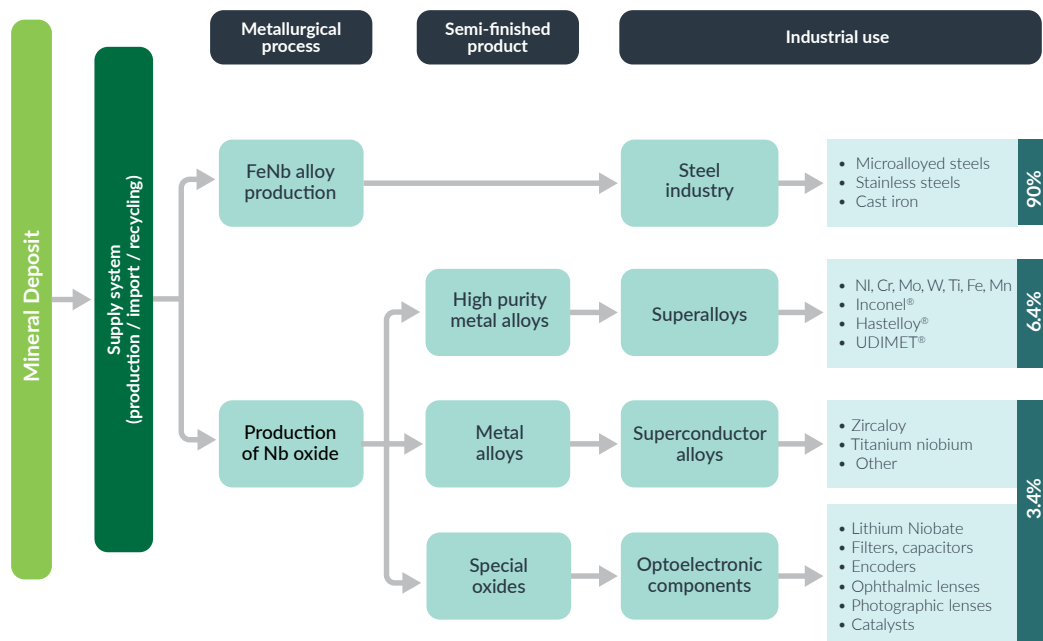 Metallurgical
process
Semi-finished
product
Industrial use
Mineral Deposit
Supply system
(production / import / recycling)
FeNb alloy
production
Steel
industry
• Microalloyed steels
• Stainless steels
• Cast iron
90%
High purity
metal alloys
Superalloys
• NI, Cr, Mo, W, Ti, Fe, Mn
• Inconel®
• Hastelloy®
• UDIMET®
6.4%
Production
of Nb oxide
Metal
alloys
Superconductor
alloys
• Zircaloy
• Titanium niobium
• Other
3.4%
Special
oxides
Optoelectronic
components
• Lithium Niobate
• Filters, capacitors
• Encoders
• Ophthalmic lenses
• Photographic lenses
• Catalysts